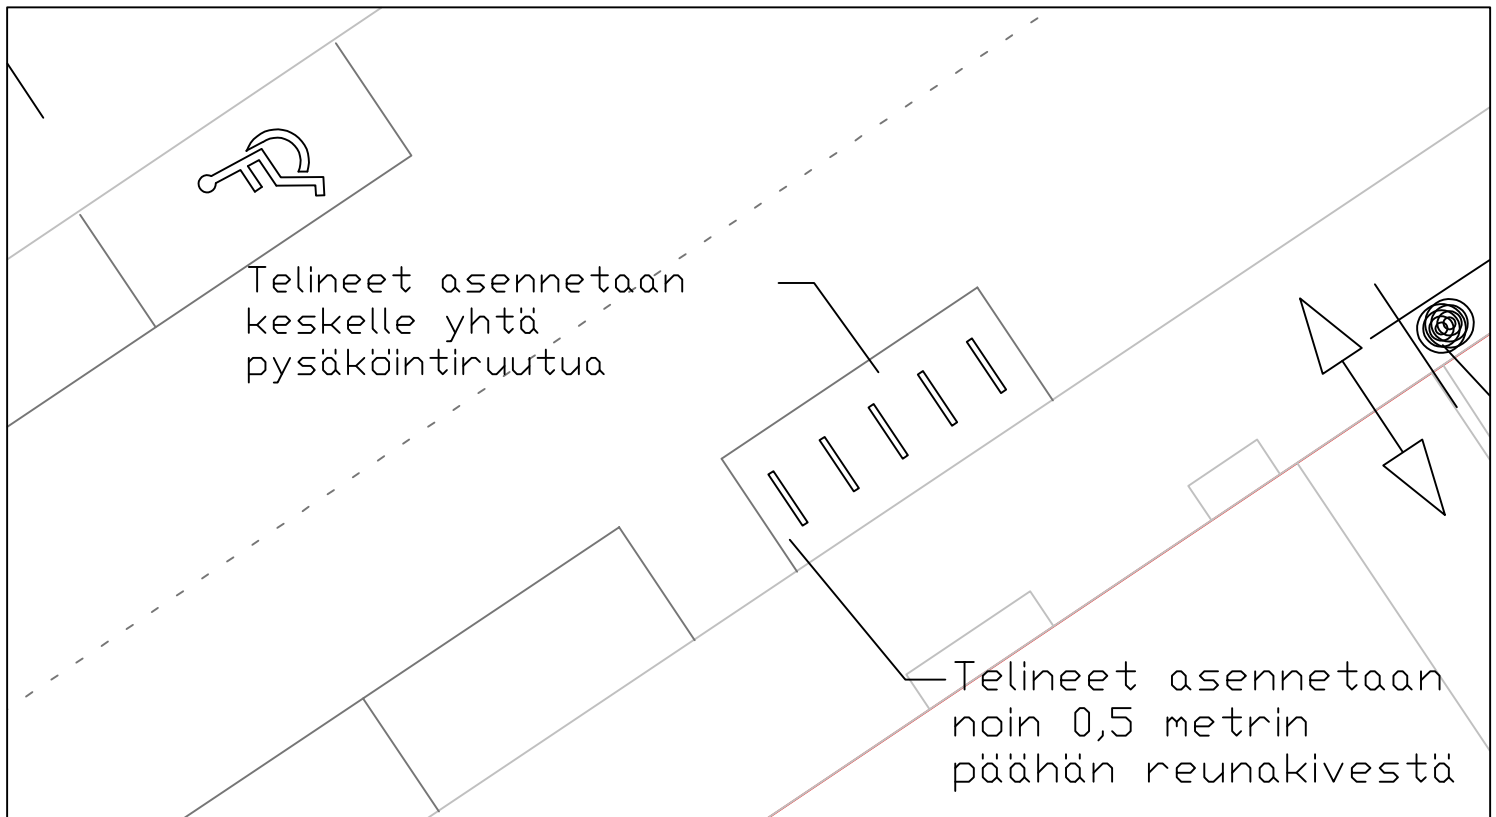 Telineet asennetaan
keskelle yhtä
pysäköintiruutua
Telineet asennetaan
noin 0,5 metrin
päähän reunakivestä